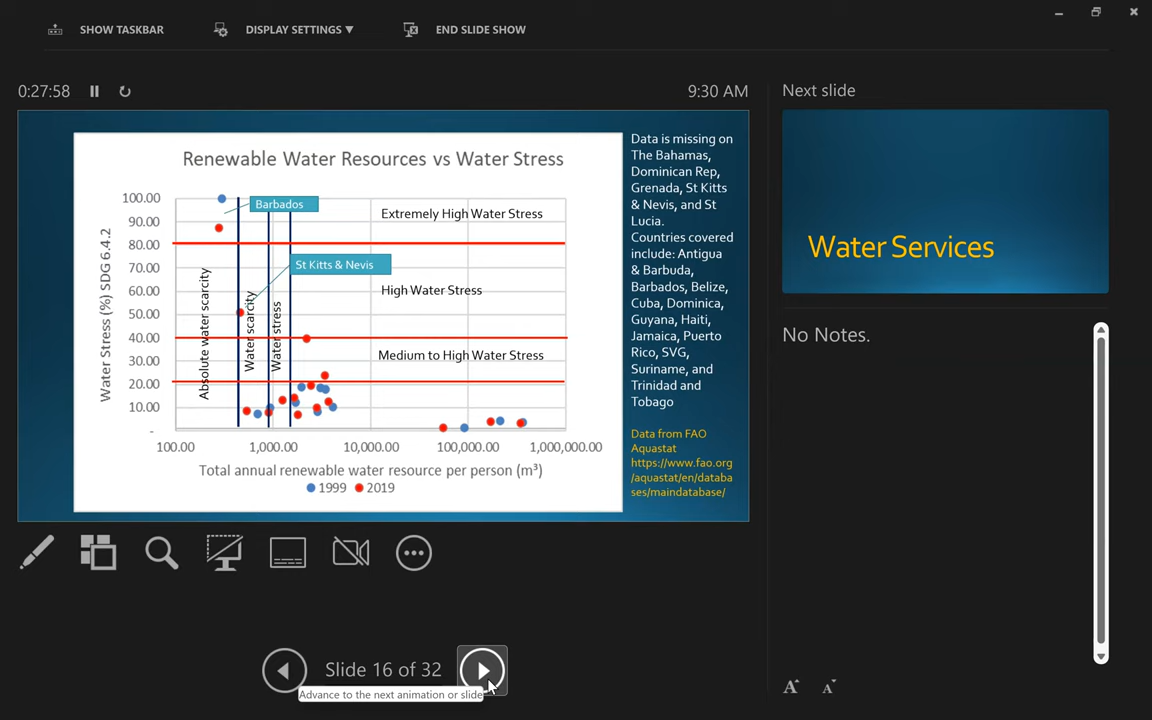 SHOW TASKBAR
DISPLAY SETTINGS ▼
END SLIDE SHOW
0:27:58
9:30 AM
Next slide
Renewable Water Resources vs Water Stress
Water Stress (%) SDG 6.4.2
100.00
90.00
80.00
70.00
60.00
50.00
40.00
30.00
20.00
10.00
-
Barbados
St Kitts & Nevis
Extremely High Water Stress
High Water Stress
Medium to High Water Stress
Absolute water scarcity
Water scarcity
Water stress
100.00
1,000.00
10,000.00
100,000.00
1,000,000.00
Total annual renewable water resource per person (m³)
1999
2019
Data is missing on
The Bahamas,
Dominican Rep,
Grenada, St Kitts
& Nevis, and St
Lucia.
Countries covered
include: Antigua
& Barbuda,
Barbados, Belize,
Cuba, Dominica,
Guyana, Haiti,
Jamaica, Puerto
Rico, SVG,
Suriname, and
Trinidad and
Tobago
Data from FAO
Aquastat
https://www.fao.org
/aquastat/en/databa
ses/maindatabase/
Water Services
No Notes.
Slide 16 of 32
Advance to the next animation or slide
A
A